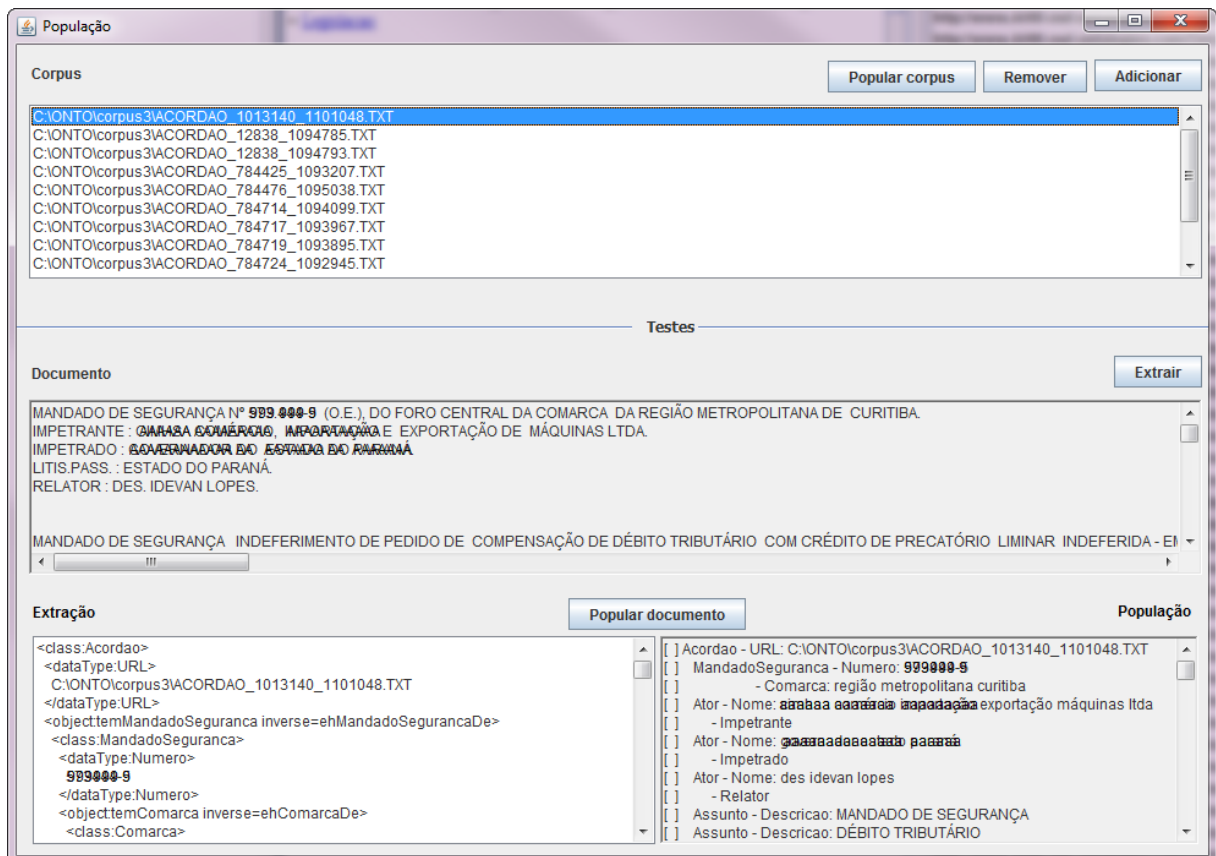 População
Corpus
Popular corpus
Remover
Adicionar
C:\ONTO\corpus3\ACORDAO_1013140_1101048.TXT
C:\ONTO\corpus3\ACORDAO_12838_1094785.TXT
C:\ONTO\corpus3\ACORDAO_12838_1094793.TXT
C:\ONTO\corpus3\ACORDAO_784425_1093207.TXT
C:\ONTO\corpus3\ACORDAO_784476_1095038.TXT
C:\ONTO\corpus3\ACORDAO_784714_1094099.TXT
C:\ONTO\corpus3\ACORDAO_784717_1093967.TXT
C:\ONTO\corpus3\ACORDAO_784719_1093895.TXT
C:\ONTO\corpus3\ACORDAO_784724_1092945.TXT
Testes
Documento
Extrair
MANDADO DE SEGURANÇA Nº (O.E.), DO FORO CENTRAL DA COMARCA DA REGIÃO METROPOLITANA DE CURITIBA.
IMPETRANTE : E EXPORTAÇÃO DE MÁQUINAS LTDA.
IMPETRADO :
LITIS.PASS. : ESTADO DO PARANÁ.
RELATOR : DES. IDEVAN LOPES.
MANDADO DE SEGURANÇA INDEFERIMENTO DE PEDIDO DE COMPENSAÇÃO DE DÉBITO TRIBUTÁRIO COM CRÉDITO DE PRECATÓRIO LIMINAR INDEFERIDA -
Extração
Popular documento
População
<class:Acordao>
<dataType:URL>
C:\ONTO\corpus3\ACORDAO_1013140_1101048.TXT
</dataType:URL>
<object:temMandadoSeguranca inverse=ehMandadoSegurancaDe>
<class:MandadoSeguranca>
<dataType:Numero>
</dataType:Numero>
<object:temComarca inverse=ehComarcaDe>
<class:Comarca>
[ ] Acordao - URL: C:\ONTO\corpus3\ACORDAO_1013140_1101048.TXT
[ ] MandadoSeguranca - Numero:
[ ] - Comarca: região metropolitana curitiba
[ ] Ator - Nome: exportação máquinas ltda
[ ] - Impetrante
[ ] Ator - Nome:
[ ] - Impetrado
[ ] Ator - Nome: des idevan lopes
[ ] - Relator
[ ] Assunto - Descricao: MANDADO DE SEGURANÇA
[ ] Assunto - Descricao: DÉBITO TRIBUTÁRIO